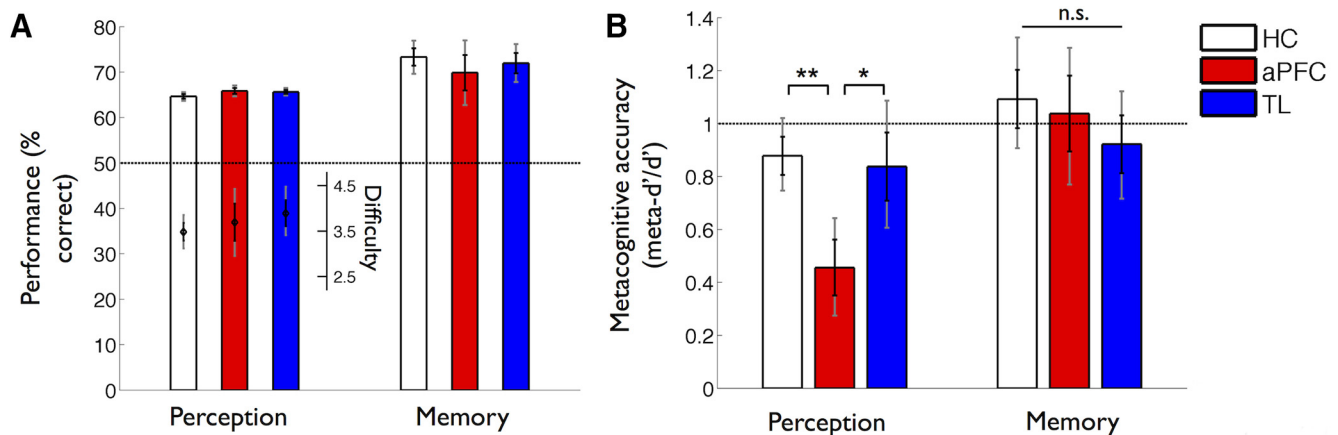 A
80
70
60
50
40
30
20
10
0
Performance (%
correct)
4.5
3.5
2.5
Difficulty
Perception
Memory
B
1.4
1.2
1
0.8
0.6
0.4
0.2
0
Metacognitive accuracy
(meta-d'/d')
**
*
n.s.
Perception
Memory
HC
aPFC
TL